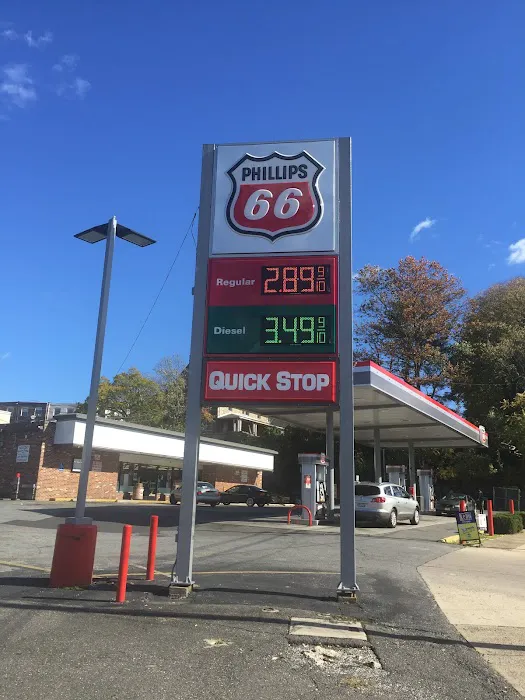 PHILLIPS
66
Regular 2.89 9/10
Diesel 3.49 9/10
QUICK STOP